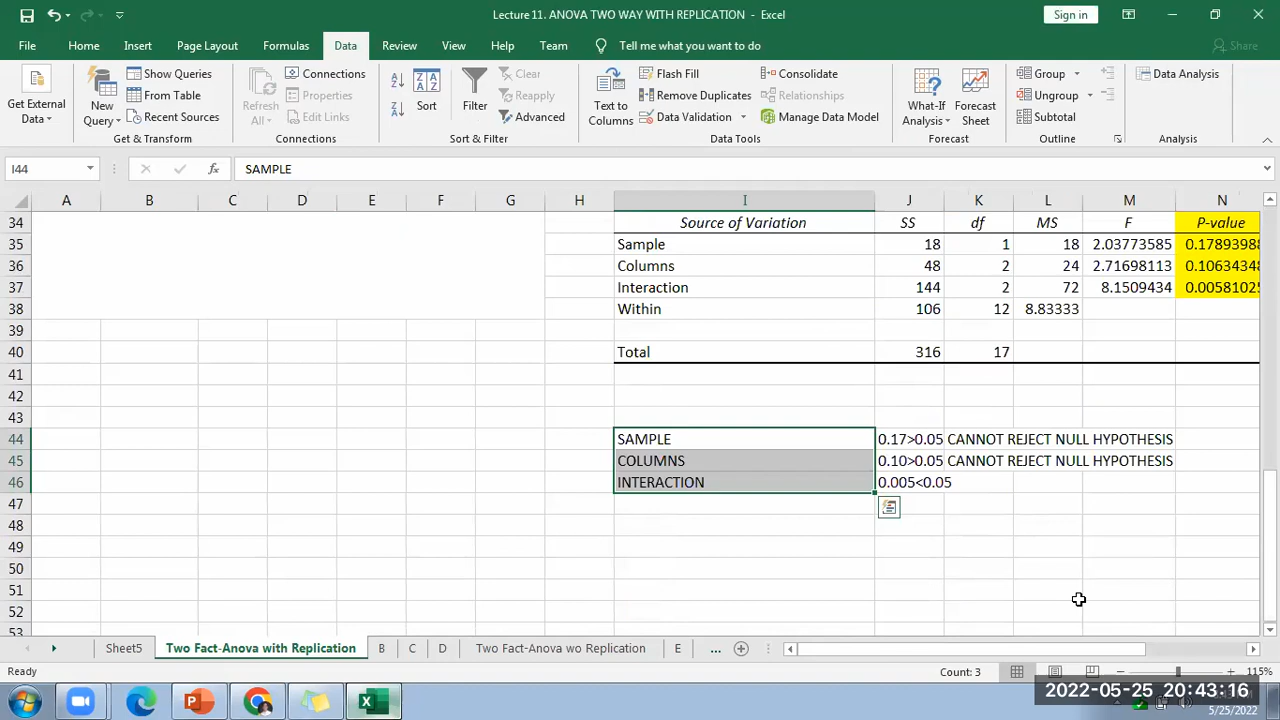 Lecture 11. ANOVA TWO WAY WITH REPLICATION - Excel
Sign in
File Home Insert Page Layout Formulas Data Review View Help Team Tell me what you want to do Share
Get External Data
New Query
Show Queries
From Table
Recent Sources
Get & Transform
Refresh All
Connections
Properties
Edit Links
Connections
Sort
Filter
Clear
Reapply
Advanced
Sort & Filter
Text to Columns
Flash Fill
Remove Duplicates
Data Validation
Consolidate
Relationships
Manage Data Model
Data Tools
What-If Analysis
Forecast Sheet
Forecast
Group
Ungroup
Subtotal
Outline
Data Analysis
Analysis
I44 fx SAMPLE
A B C D E F G H I J K L M N
34 Source of Variation SS df MS F P-value
35 Sample 18 1 18 2.03773585 0.1789398
36 Columns 48 2 24 2.71698113 0.1063434
37 Interaction 144 2 72 8.1509434 0.0058102
38 Within 106 12 8.83333
39
40 Total 316 17
41
42
43
44 SAMPLE 0.17>0.05 CANNOT REJECT NULL HYPOTHESIS
45 COLUMNS 0.10>0.05 CANNOT REJECT NULL HYPOTHESIS
46 INTERACTION 0.005<0.05
47
48
49
50
51
52
53
Sheet5 Two Fact-Anova with Replication B C D Two Fact-Anova wo Replication E ...
Ready Count: 3 115%
2022-05-25 20:43:16
5/25/2022